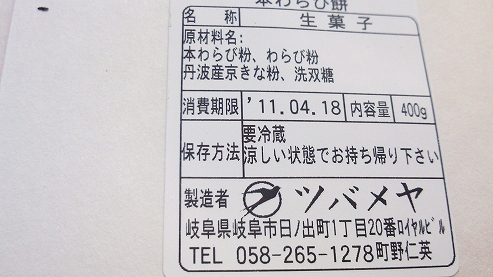 本わらび餅
名 称 生菓子
原材料名:
本わらび粉、わらび粉
丹波産京きな粉、洗双糖
消費期限 '11.04.18 内容量 400g
保存方法 要冷蔵
涼しい状態でお持ち帰り下さい
製造者 ツバメヤ
岐阜県岐阜市日ノ出町1丁目20番ﾛｲﾔﾙﾋﾞﾙ
TEL 058-265-1278町野仁英